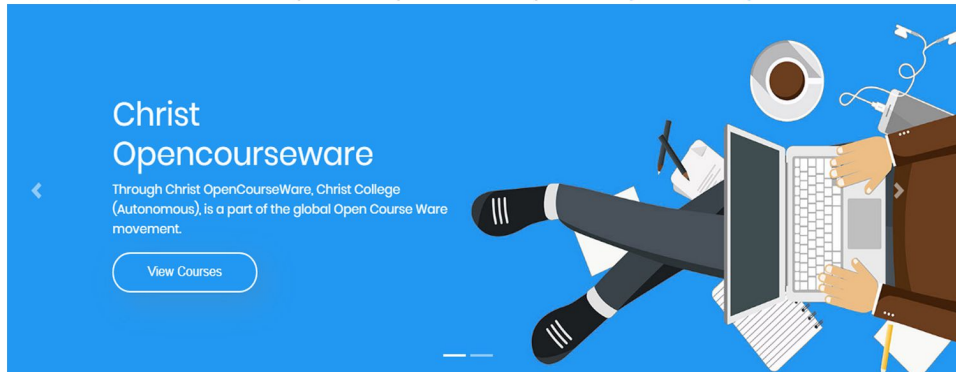 Christ
Opencourseware
Through Christ OpenCourseWare, Christ College
(Autonomous), is a part of the global Open Course Ware
movement.
View Courses